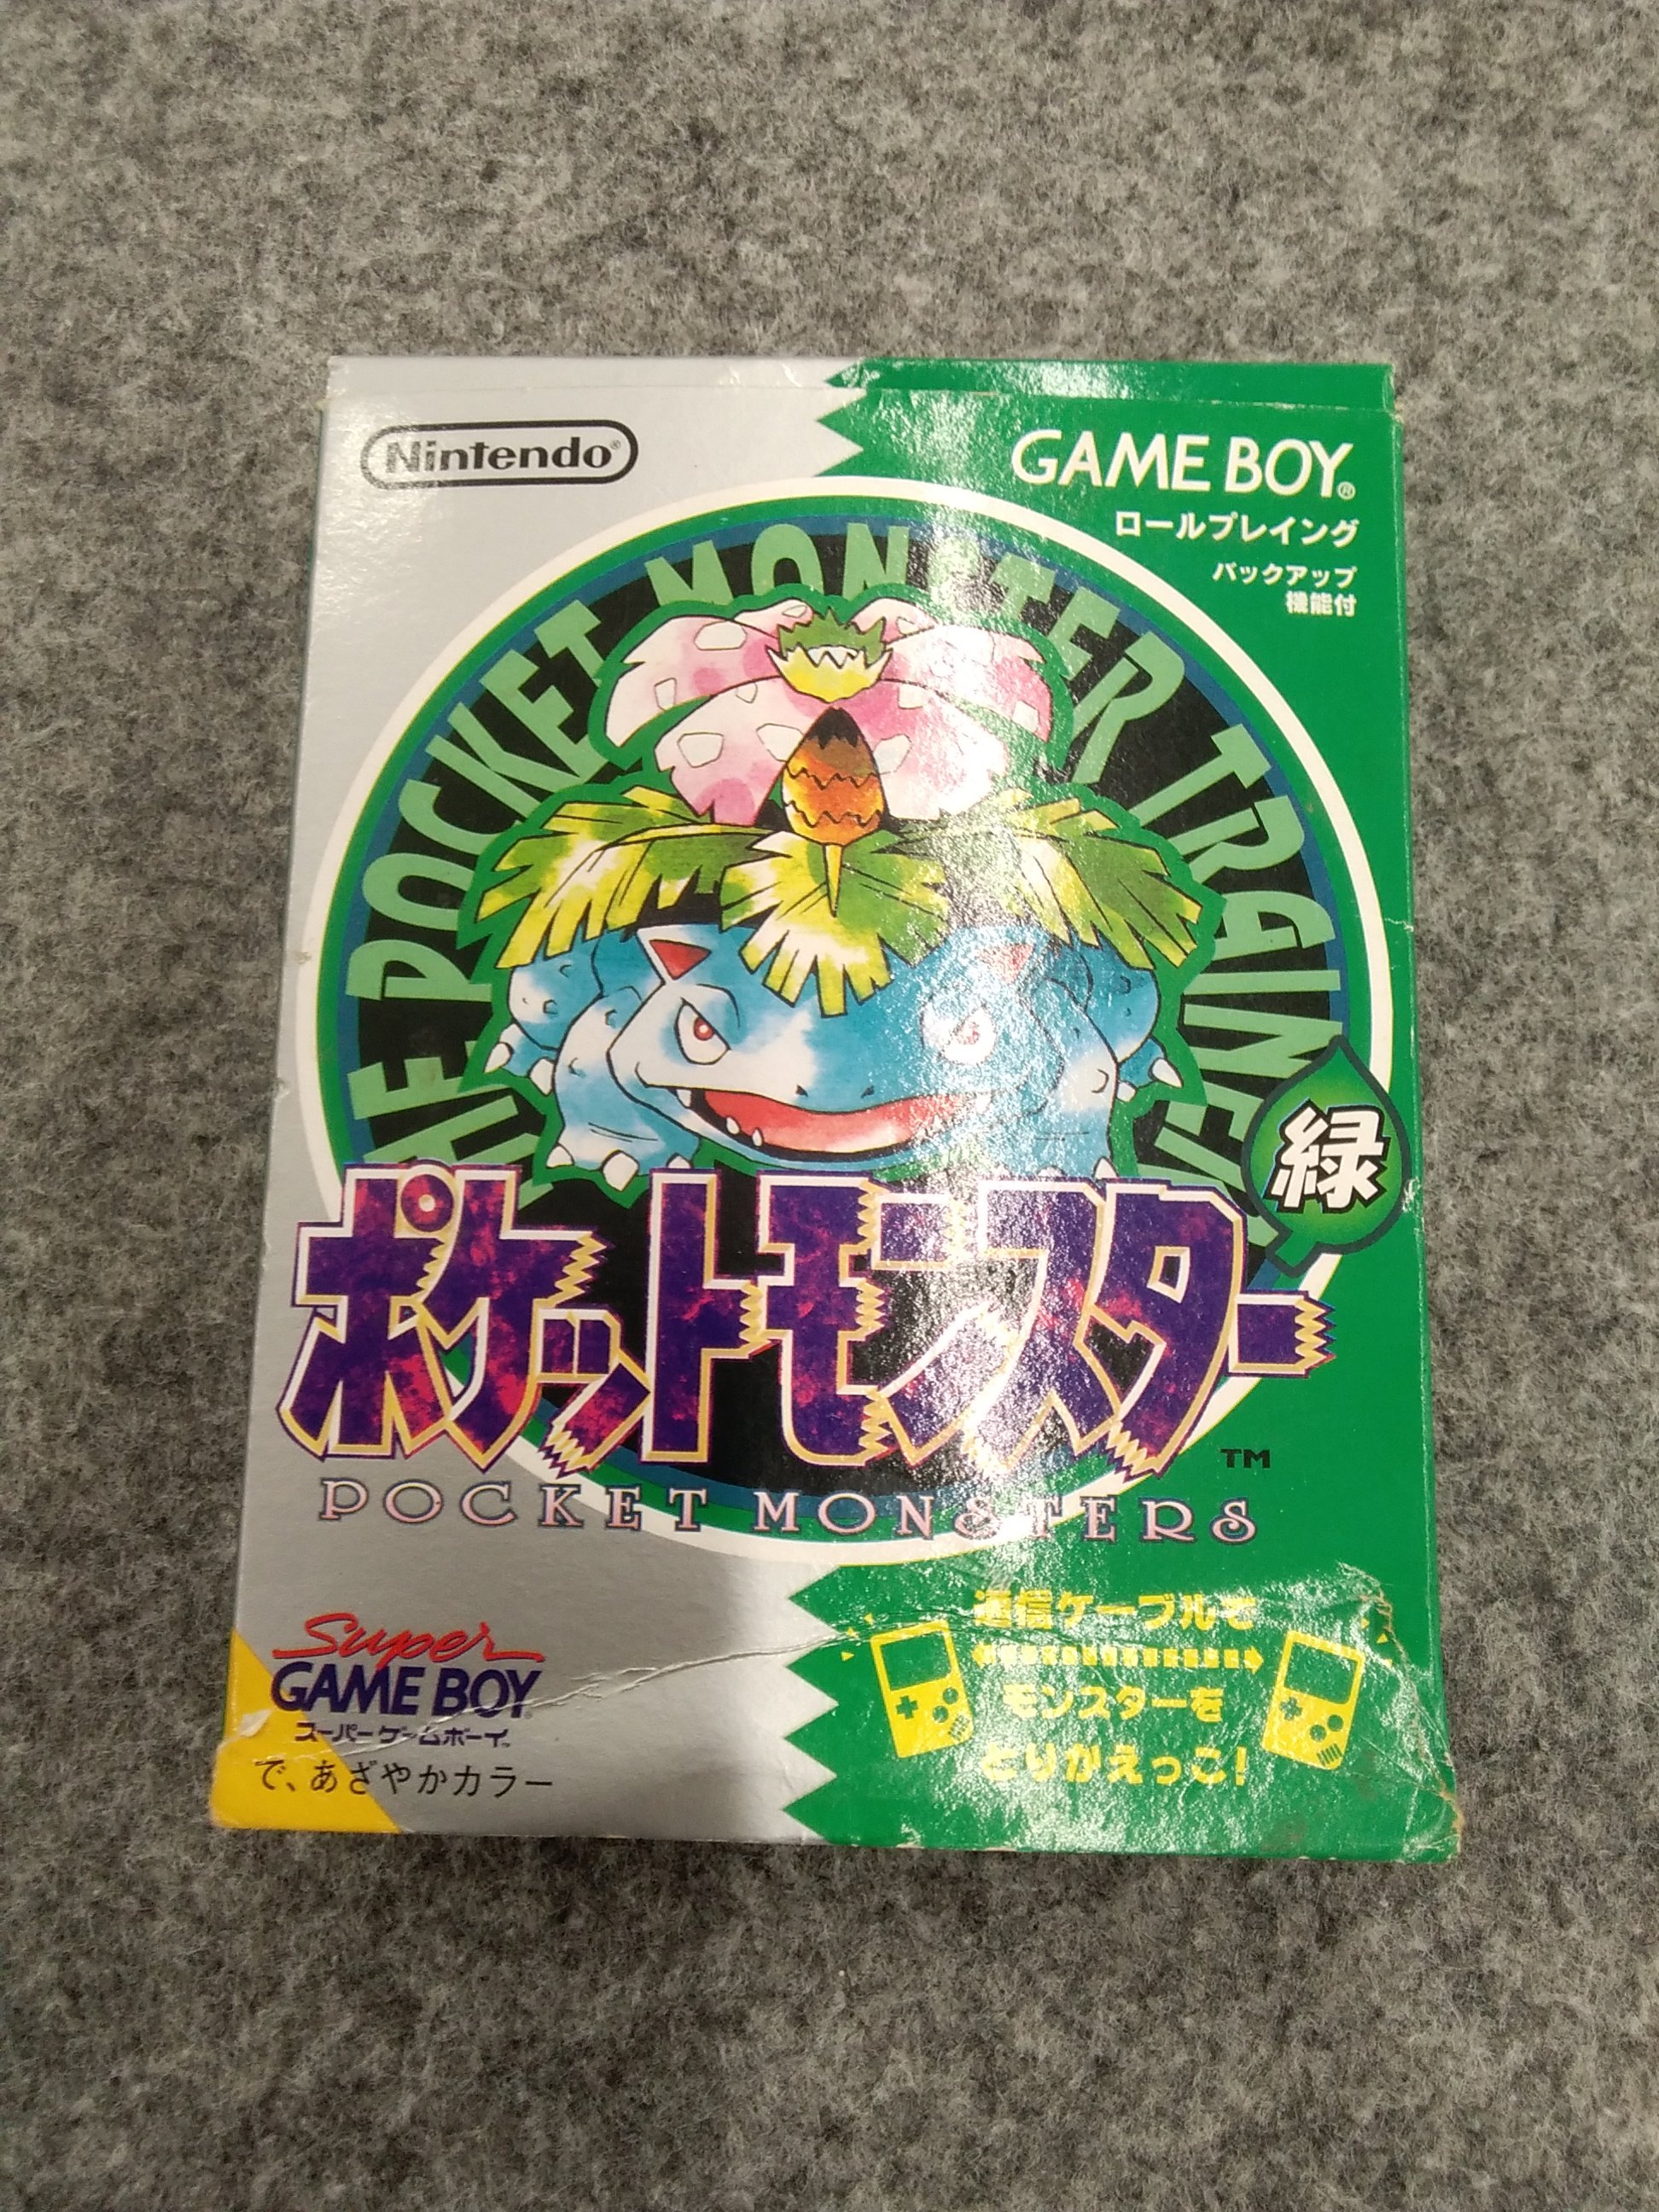 Nintendo®
GAME BOY®
ロールプレイング
バックアップ
機能付
THE POCKET MONSTER TRAINER
緑
ポケットモンスター
TM
POCKET MONSTERS
Super
GAME BOY
スーパーゲームボーイ
で、あざやかカラー
通信ケーブルで
モンスターを
とりかえっこ!